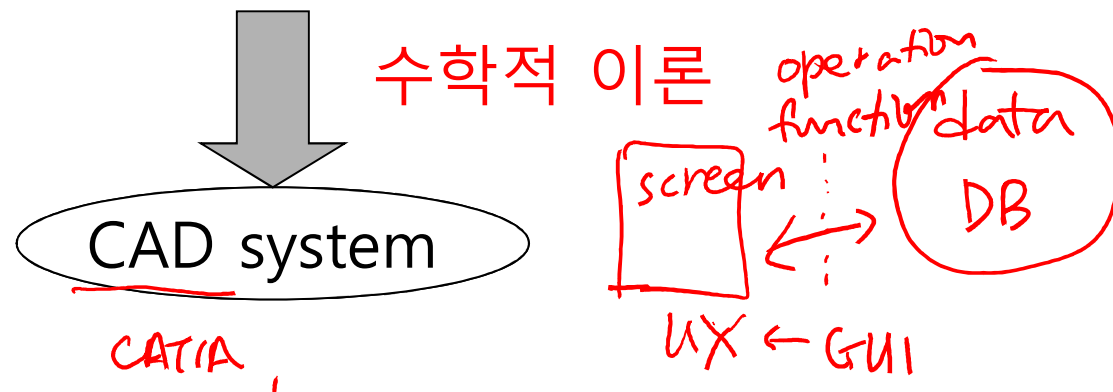 수학적 이론
operation
function
data
DB
screen
CAD system
CATIA
UX ← GUI